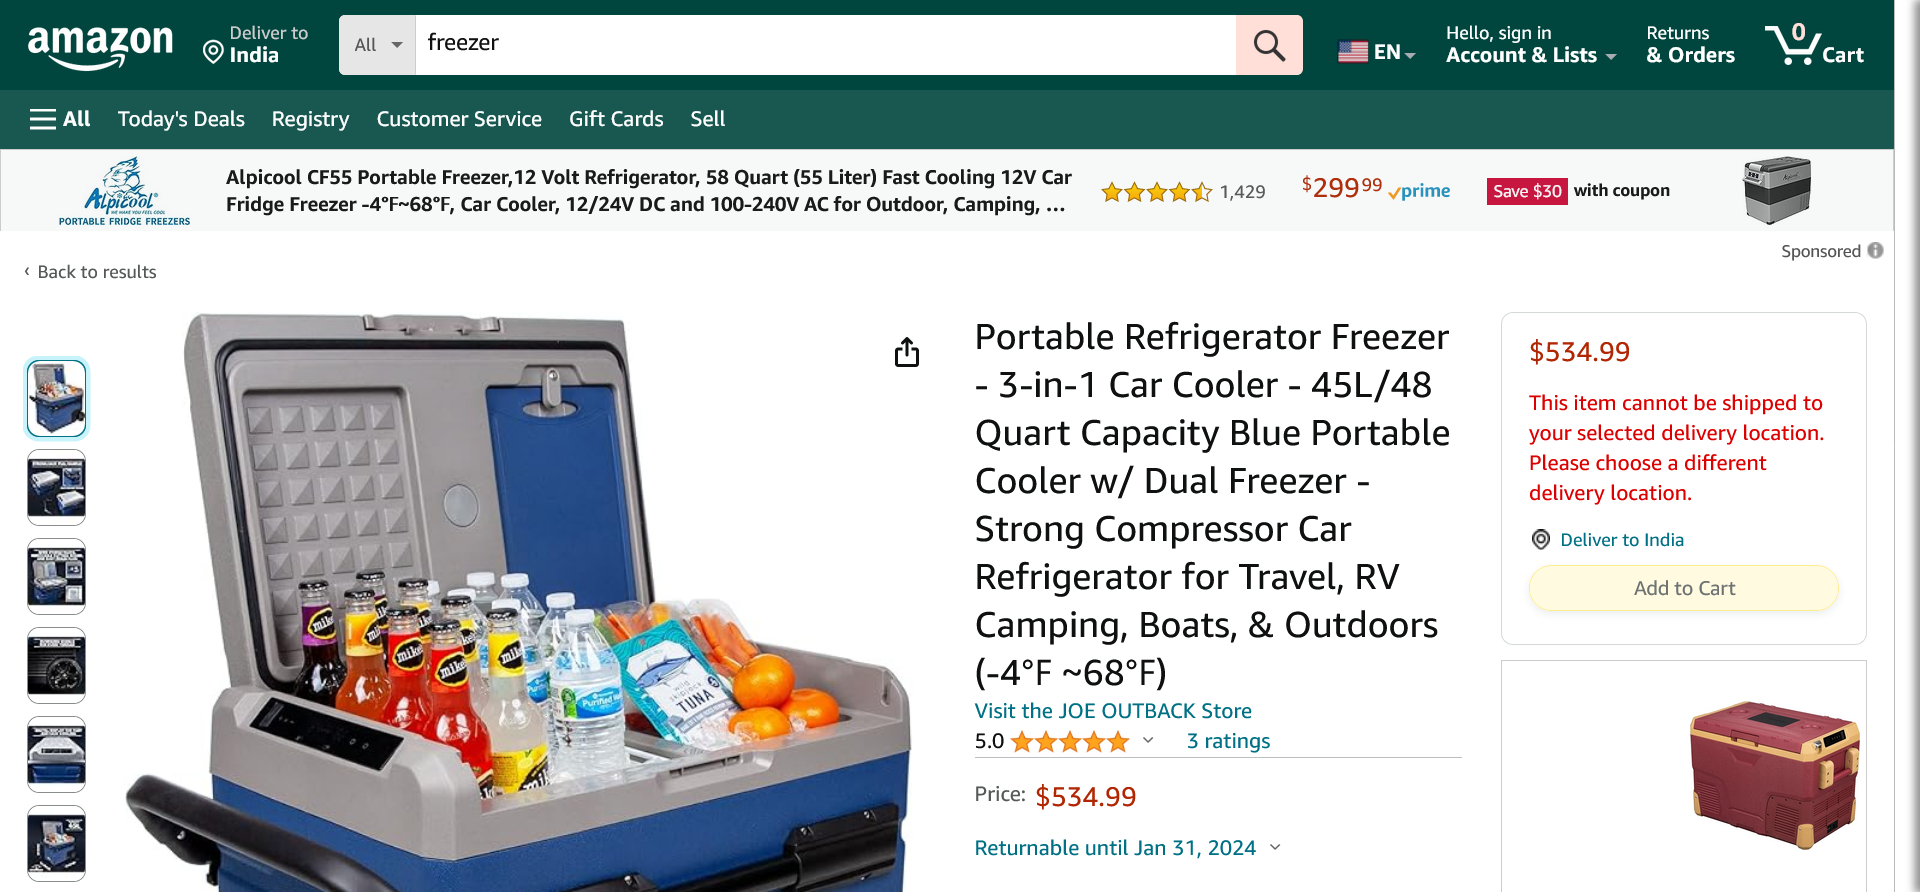 amazon
Deliver to
India
All
freezer
EN
Hello, sign in
Account & Lists
Returns
& Orders
0
Cart
All
Today's Deals
Registry
Customer Service
Gift Cards
Sell
Alpicool
PORTABLE FRIDGE FREEZERS
Alpicool CF55 Portable Freezer,12 Volt Refrigerator, 58 Quart (55 Liter) Fast Cooling 12V Car
Fridge Freezer -4℉~68℉, Car Cooler, 12/24V DC and 100-240V AC for Outdoor, Camping, ...
1,429
$299.99
prime
Save $30 with coupon
Sponsored
‹ Back to results
mike
mike
mike
mike
mike
Purified
TUNA
Portable Refrigerator Freezer
- 3-in-1 Car Cooler - 45L/48
Quart Capacity Blue Portable
Cooler w/ Dual Freezer -
Strong Compressor Car
Refrigerator for Travel, RV
Camping, Boats, & Outdoors
(-4°F ~68°F)
Visit the JOE OUTBACK Store
5.0
3 ratings
Price: $534.99
Returnable until Jan 31, 2024
$534.99
This item cannot be shipped to
your selected delivery location.
Please choose a different
delivery location.
Deliver to India
Add to Cart